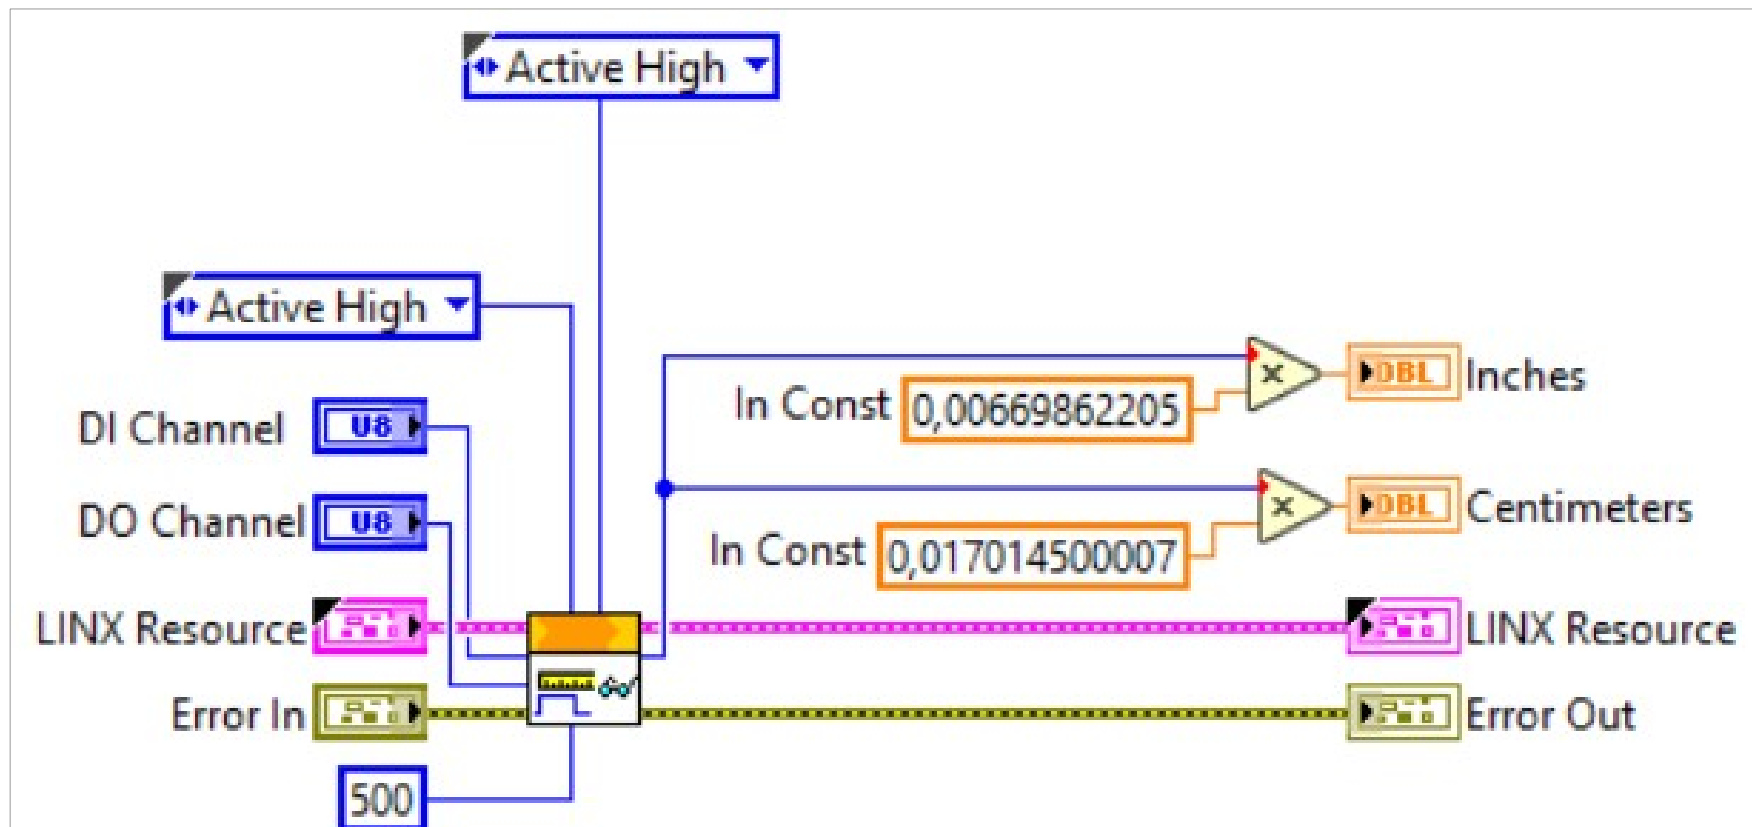 Active High
Active High
DI Channel U8
DO Channel U8
LINX Resource
Error In
500
In Const 0,00669862205
DBL Inches
In Const 0,017014500007
DBL Centimeters
LINX Resource
Error Out